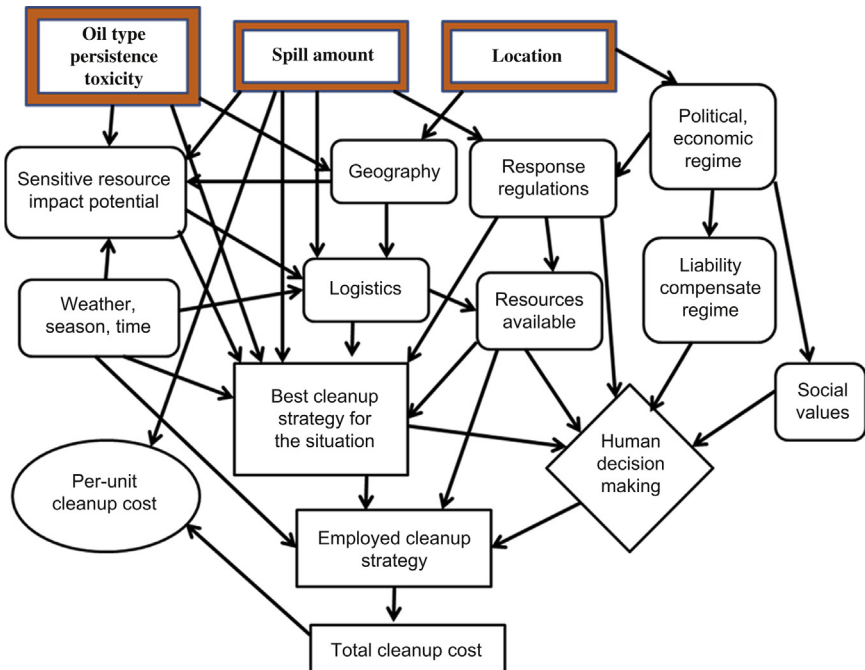 Oil type
persistence
toxicity
Spill amount
Location
Political,
economic
regime
Sensitive resource
impact potential
Geography
Response
regulations
Weather,
season, time
Logistics
Resources
available
Liability
compensate
regime
Best cleanup
strategy for
the situation
Social
values
Human
decision
making
Per-unit
cleanup cost
Employed cleanup
strategy
Total cleanup cost